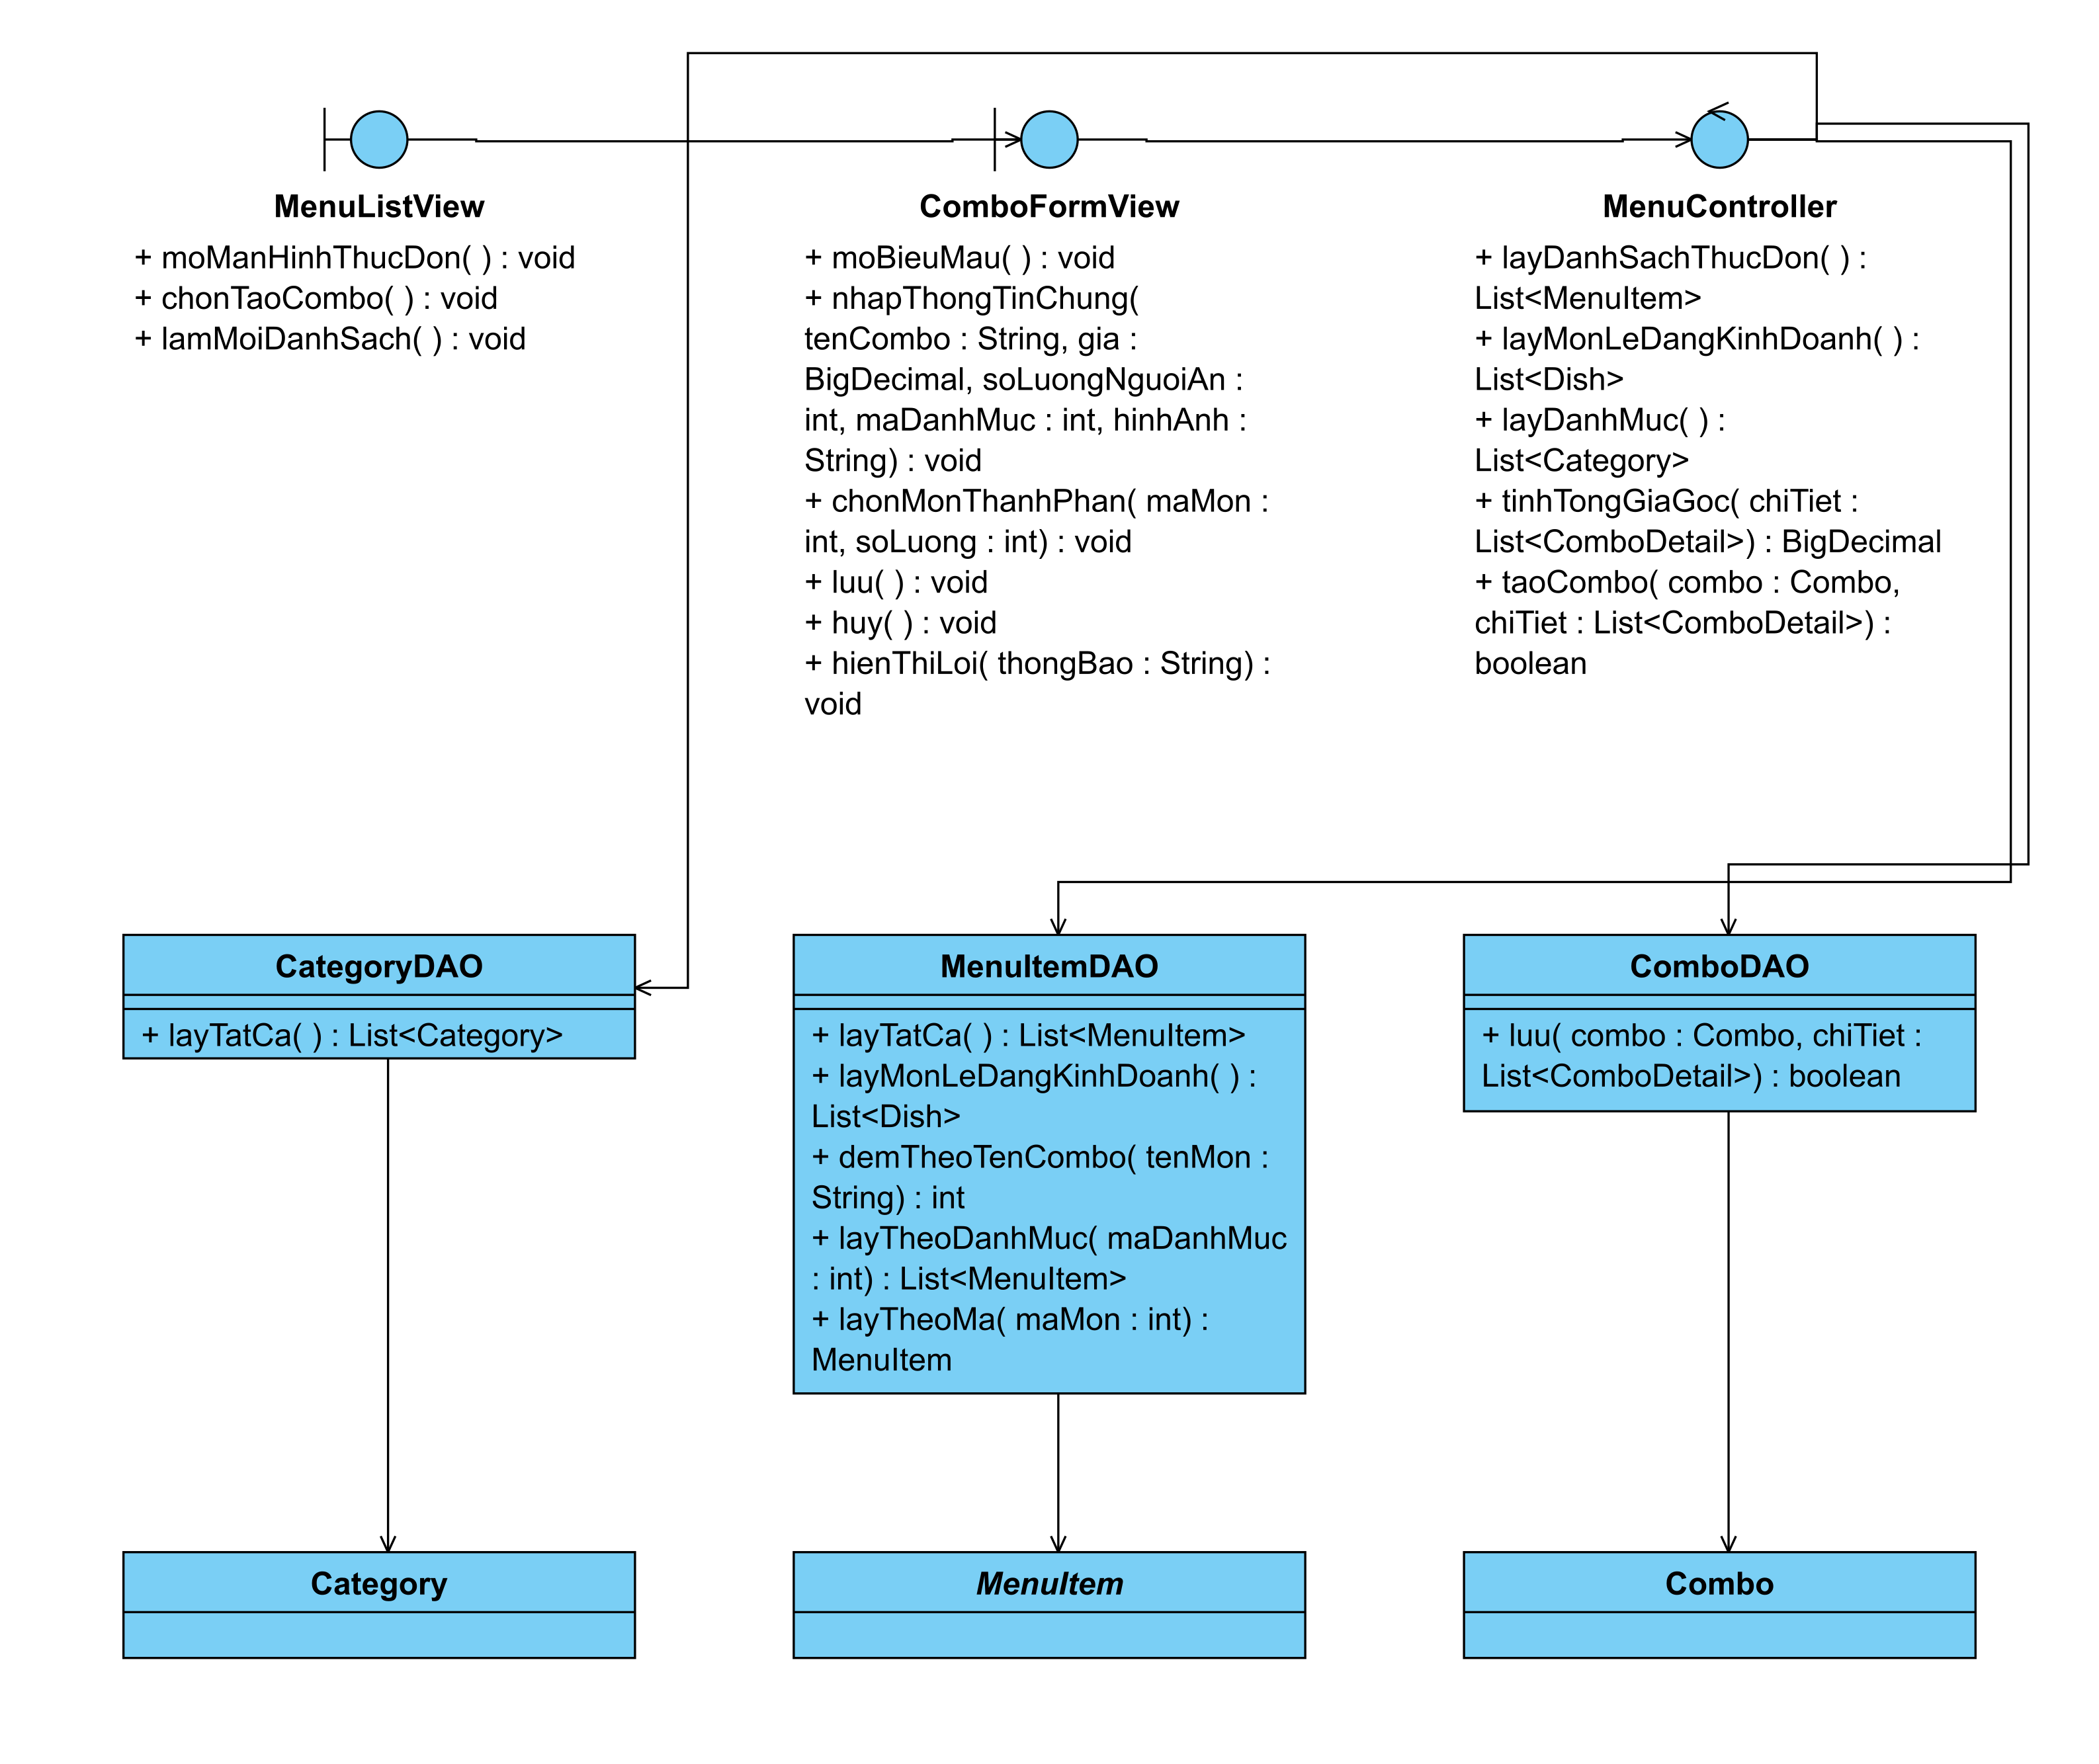 MenuListView
+ moManHinhThucDon( ) : void
+ chonTaoCombo( ) : void
+ lamMoiDanhSach( ) : void
ComboFormView
+ moBieuMau( ) : void
+ nhapThongTinChung(
tenCombo : String, gia :
BigDecimal, soLuongNguoiAn :
int, maDanhMuc : int, hinhAnh :
String) : void
+ chonMonThanhPhan( maMon :
int, soLuong : int) : void
+ luu( ) : void
+ huy( ) : void
+ hienThiLoi( thongBao : String) :
void
MenuController
+ layDanhSachThucDon( ) :
List<MenuItem>
+ layMonLeDangKinhDoanh( ) :
List<Dish>
+ layDanhMuc( ) :
List<Category>
+ tinhTongGiaGoc( chiTiet :
List<ComboDetail>) : BigDecimal
+ taoCombo( combo : Combo,
chiTiet : List<ComboDetail>) :
boolean
CategoryDAO
+ layTatCa( ) : List<Category>
MenuItemDAO
+ layTatCa( ) : List<MenuItem>
+ layMonLeDangKinhDoanh( ) :
List<Dish>
+ demTheoTenCombo( tenMon :
String) : int
+ layTheoDanhMuc( maDanhMuc
: int) : List<MenuItem>
+ layTheoMa( maMon : int) :
MenuItem
ComboDAO
+ luu( combo : Combo, chiTiet :
List<ComboDetail>) : boolean
Category
MenuItem
Combo